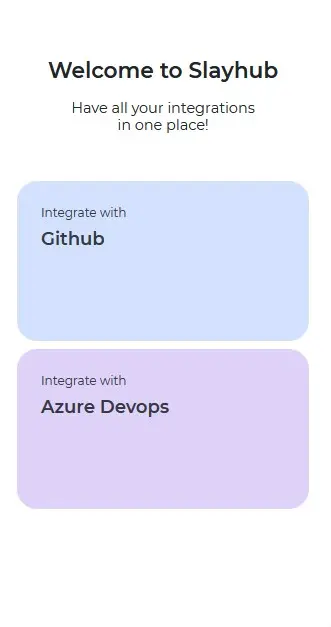 Welcome to Slayhub
Have all your integrations
in one place!
Integrate with
Github
Integrate with
Azure Devops